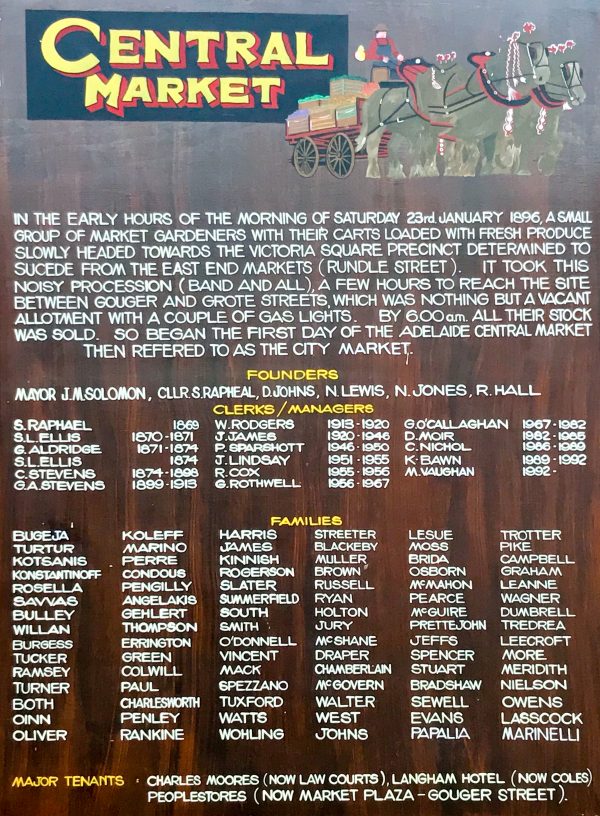 CENTRAL
MARKET
IN THE EARLY HOURS OF THE MORNING OF SATURDAY 23rd. JANUARY 1896, A SMALL
GROUP OF MARKET GARDENERS WITH THEIR CARTS LOADED WITH FRESH PRODUCE
SLOWLY HEADED TOWARDS THE VICTORIA SQUARE PRECINCT DETERMINED TO
SUCEDE FROM THE EAST END MARKETS (RUNDLE STREET). IT TOOK THIS
NOISY PROCESSION (BAND AND ALL), A FEW HOURS TO REACH THE SITE
BETWEEN GOUGER AND GROTE STREETS, WHICH WAS NOTHING BUT A VACANT
ALLOTMENT WITH A COUPLE OF GAS LIGHTS. BY 6.00 a.m. ALL THEIR STOCK
WAS SOLD. SO BEGAN THE FIRST DAY OF THE ADELAIDE CENTRAL MARKET
THEN REFERED TO AS THE CITY MARKET.
FOUNDERS
MAYOR J.M.SOLOMON, CLLR.S.RAPHEAL, D.JOHNS, N.LEWIS, N.JONES, R.HALL
CLERKS/MANAGERS
S.RAPHAEL 1869 W.RODGERS 1913-1920 G.O'CALLAGHAN 1967-1982
S.L.ELLIS 1870-1871 J.JAMES 1920-1946 D.MOIR 1982-1985
G.ALDRIDGE 1871-1874 P.SPARSHOTT 1946-1950 C.NICHOL 1986-1989
S.L.ELLIS 1874 J.LINDSAY 1951-1955 K.BAWN 1989-1992
C.STEVENS 1874-1898 R.COX 1955-1956 M.VAUGHAN 1992-
G.A.STEVENS 1899-1913 G.ROTHWELL 1956-1967
FAMILIES
BUGEJA KOLEFF HARRIS STREETER LESUE TROTTER
TURTUR MARINO JAMES BLACKEBY MOSS PIKE
KOTSANIS PERRE KINNISH MULLER BRIDA CAMPBELL
KONSTANTINOFF CONDOUS ROGERSON BROWN OSBORN GRAHAM
ROSELLA PENGILLY SLATER RUSSELL McMAHON LEANNE
SAVVAS ANGELAKIS SUMMERFIELD RYAN PEARCE WAGNER
BULLEY GEHLERT SOUTH HOLTON McGUIRE DUMBRELL
WILLAN THOMPSON SMITH JURY PRETTEJOHN TREDREA
BURGESS ERRINGTON O'DONNELL McSHANE JEFFS LEECROFT
TUCKER GREEN VINCENT DRAPER SPENCER MORE
RAMSEY COLWILL MACK CHAMBERLAIN STUART MERIDITH
TURNER PAUL SPEZZANO McGOVERN BRADSHAW NIELSON
BOTH CHARLESWORTH TUXFORD WALTER SEWELL OWENS
OINN PENLEY WATTS WEST EVANS LASSCOCK
OLIVER RANKINE WOHLING JOHNS PAPALIA MARINELLI
MAJOR TENANTS - CHARLES MOORES (NOW LAW COURTS), LANGHAM HOTEL (NOW COLES)
PEOPLESTORES (NOW MARKET PLAZA - GOUGER STREET).